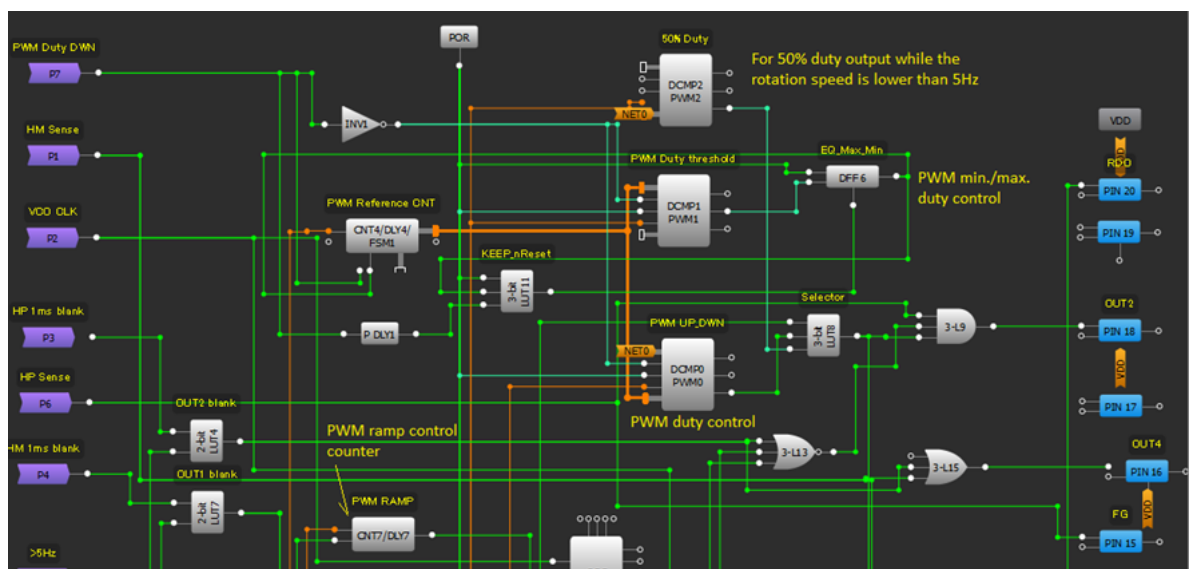 PWM Duty DWN
P7
HM Sense
P1
VCO CLK
P2
HP 1ms blank
P3
HP Sense
P6
HM 1ms blank
P4
>5Hz
OUT2 blank
2-bit
LUT4
OUT1 blank
2-bit
LUT7
INV1
PWM Reference CNT
CNT4/DLY4/
FSM1
P DLY1
PWM ramp control
counter
PWM RAMP
CNT7/DLY7
POR
KEEP_nReset
3-bit
LUT11
50% Duty
DCMP2
PWM2
NET0
For 50% duty output while the
rotation speed is lower than 5Hz
PWM Duty threshold
DCMP1
PWM1
EQ_Max_Min
DFF6
PWM min./max.
duty control
PWM UP_DWN
NET0
DCMP0
PWM0
PWM duty control
Selector
3-bit
LUT8
3-L9
3-L13
3-L15
VDD
RDO
PIN 20
PIN 19
OUT2
PIN 18
VDD
PIN 17
OUT4
PIN 16
VDD
FG
PIN 15